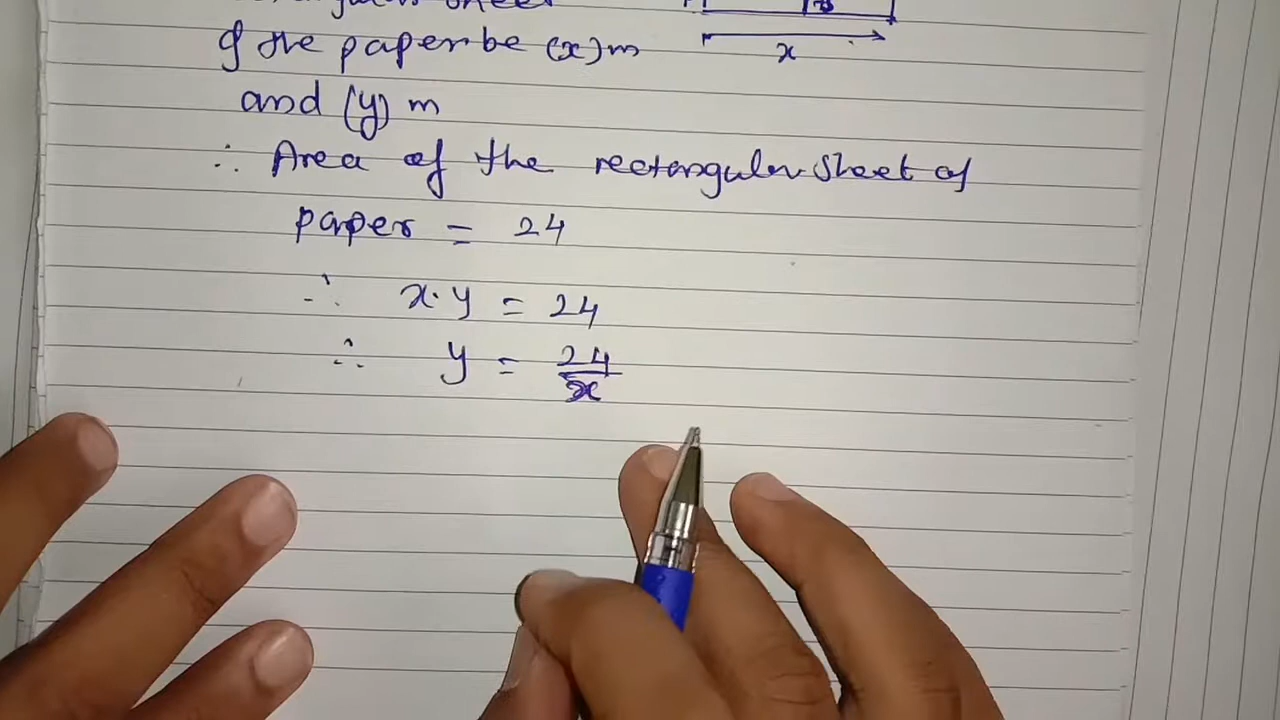 of the paper be (x) m
x
and (y) m
∴ Area of the rectangular sheet of
paper = 24
∴ x·y = 24
∴ y = 24/x